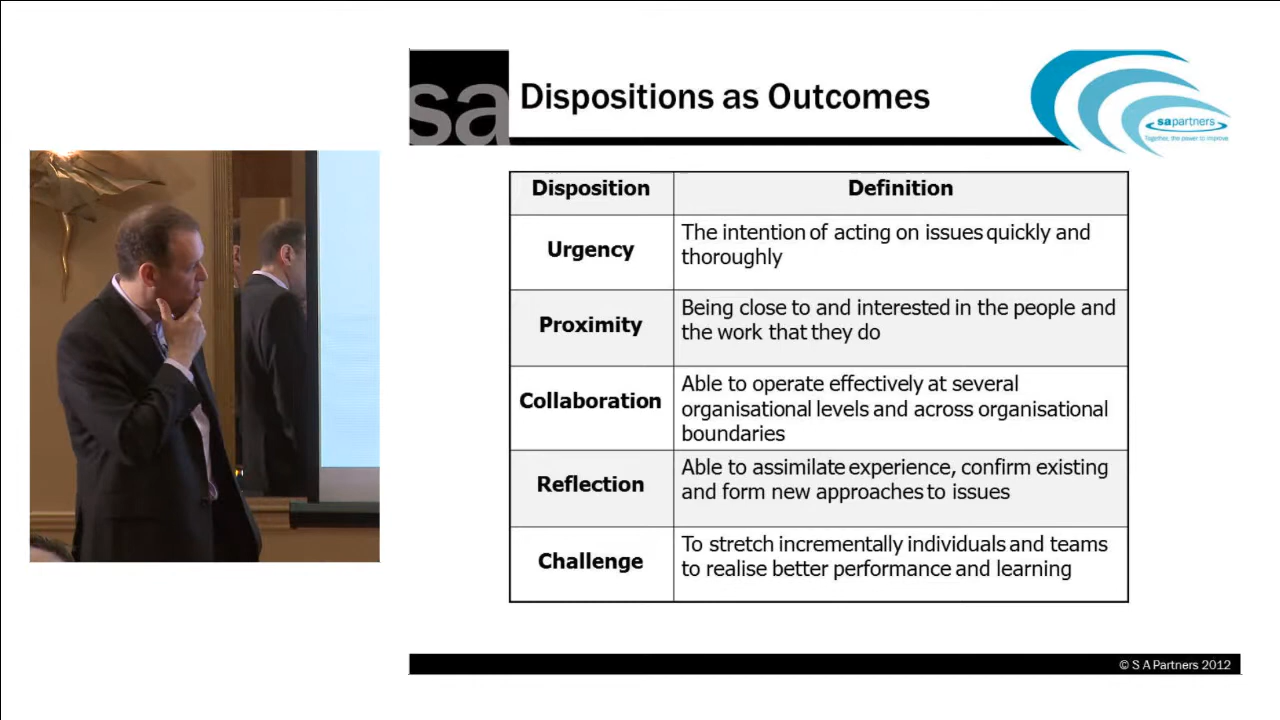 sa
Dispositions as Outcomes
sapartners
Together, the power to improve
Disposition
Definition
Urgency
The intention of acting on issues quickly and
thoroughly
Proximity
Being close to and interested in the people and
the work that they do
Collaboration
Able to operate effectively at several
organisational levels and across organisational
boundaries
Reflection
Able to assimilate experience, confirm existing
and form new approaches to issues
Challenge
To stretch incrementally individuals and teams
to realise better performance and learning
© S A Partners 2012